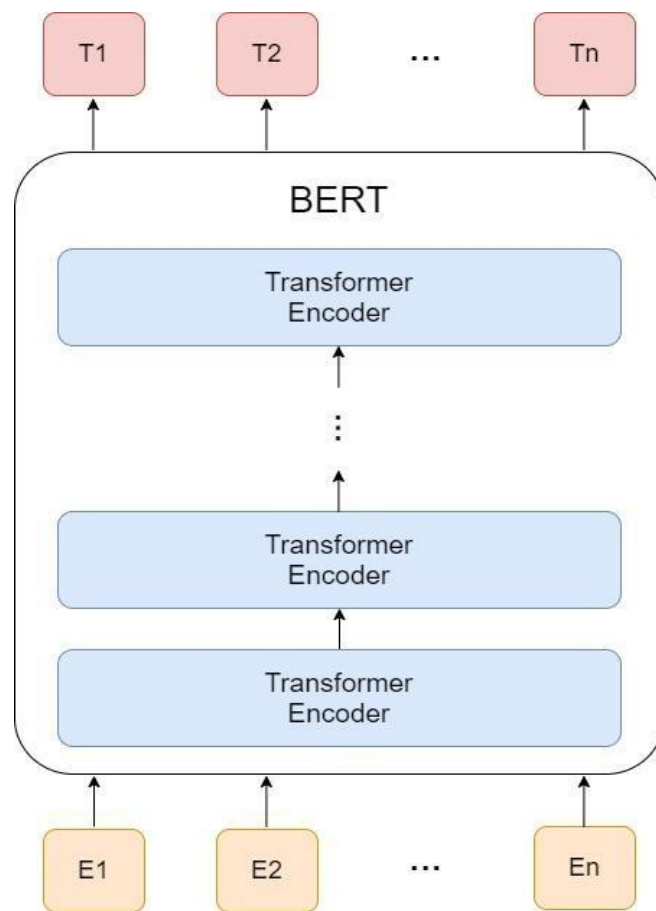 T1 T2 ... Tn
BERT
Transformer
Encoder
⋮
Transformer
Encoder
Transformer
Encoder
E1 E2 ... En